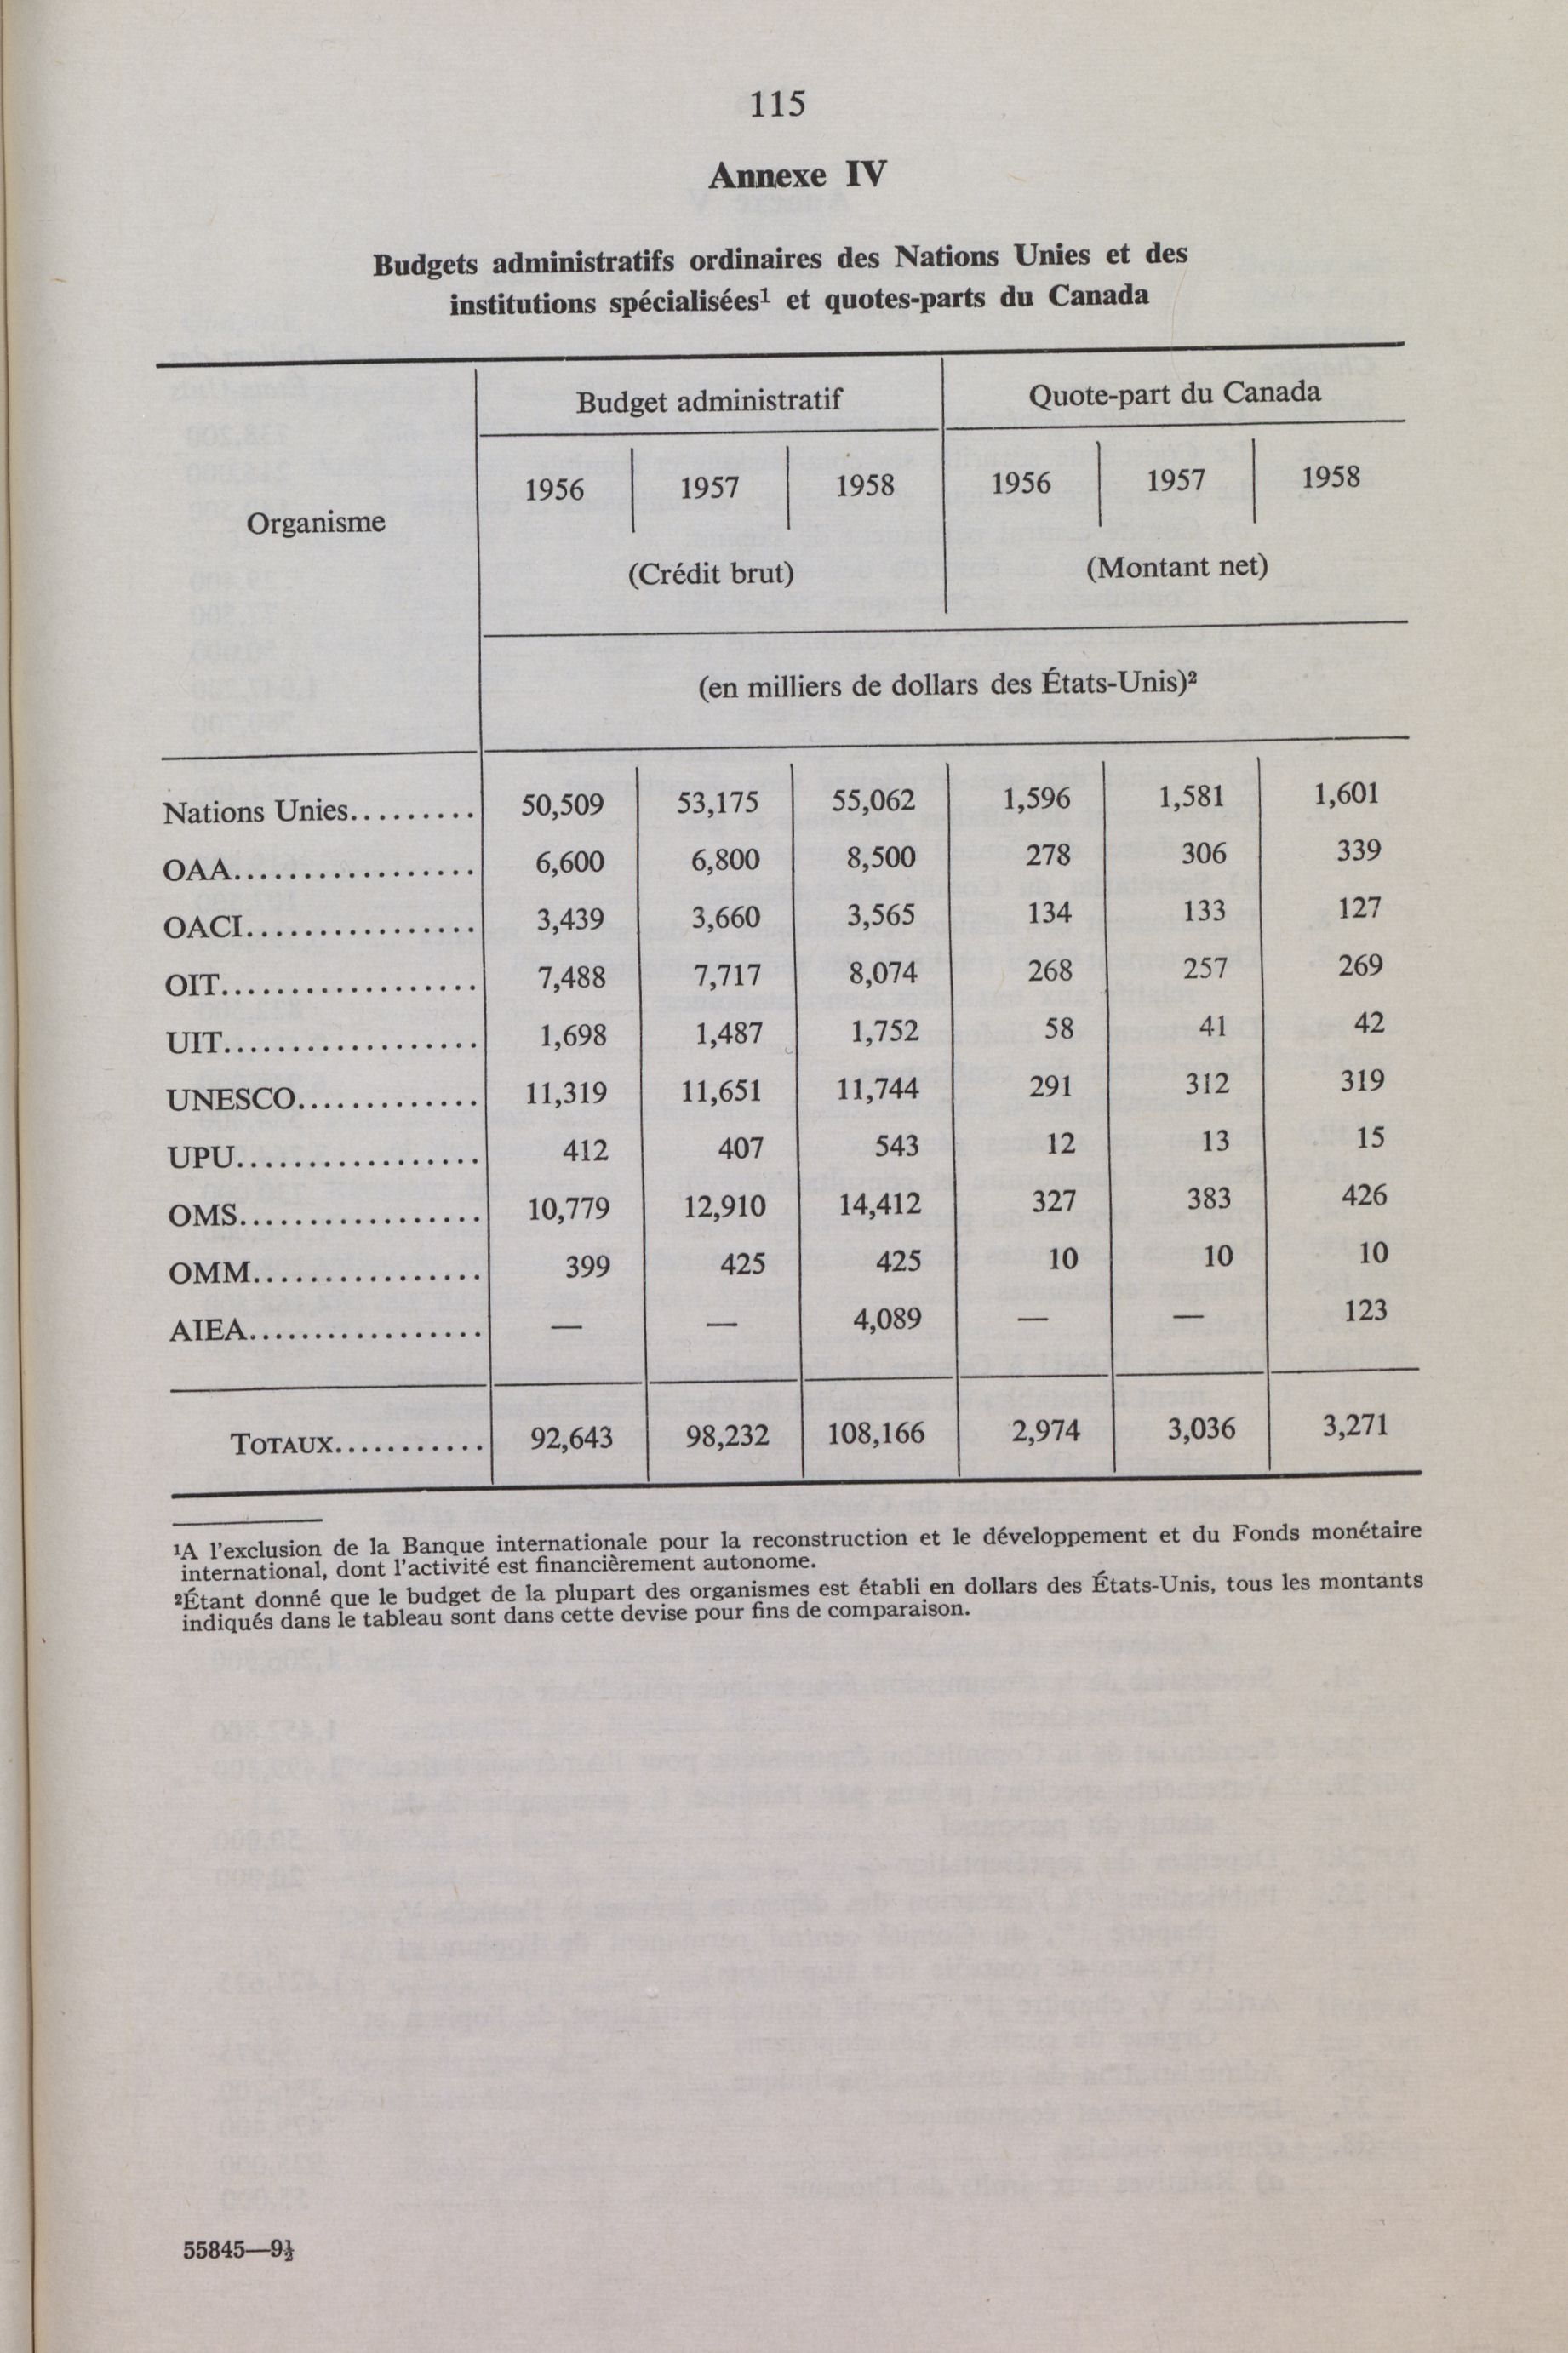 115
Annexe IV
Budgets administratifs ordinaires des Nations Unies et des
institutions spécialisées¹ et quotes-parts du Canada
Budget administratif Quote-part du Canada
Organisme 1956 1957 1958 1956 1957 1958
(Crédit brut) (Montant net)
(en milliers de dollars des États-Unis)²
Nations Unies......... 50,509 53,175 55,062 1,596 1,581 1,601
OAA................. 6,600 6,800 8,500 278 306 339
OACI................ 3,439 3,660 3,565 134 133 127
OIT.................. 7,488 7,717 8,074 268 257 269
UIT.................. 1,698 1,487 1,752 58 41 42
UNESCO............. 11,319 11,651 11,744 291 312 319
UPU................. 412 407 543 12 13 15
OMS................. 10,779 12,910 14,412 327 383 426
OMM................ 399 425 425 10 10 10
AIEA................. — — 4,089 — — 123
TOTAUX........... 92,643 98,232 108,166 2,974 3,036 3,271
¹A l'exclusion de la Banque internationale pour la reconstruction et le développement et du Fonds monétaire
international, dont l'activité est financièrement autonome.
²Étant donné que le budget de la plupart des organismes est établi en dollars des États-Unis, tous les montants
indiqués dans le tableau sont dans cette devise pour fins de comparaison.
55845—9½